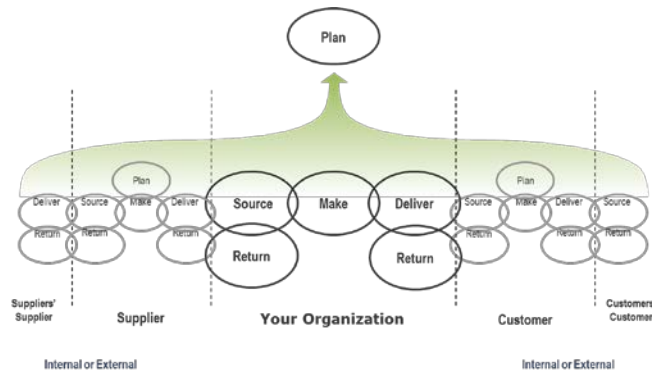 Plan
Plan
Plan
Deliver
Source
Make
Deliver
Source
Make
Deliver
Source
Make
Deliver
Source
Return
Return
Return
Return
Return
Return
Return
Return
Suppliers'
Supplier
Supplier
Your Organization
Customer
Customers
Customer
Internal or External
Internal or External